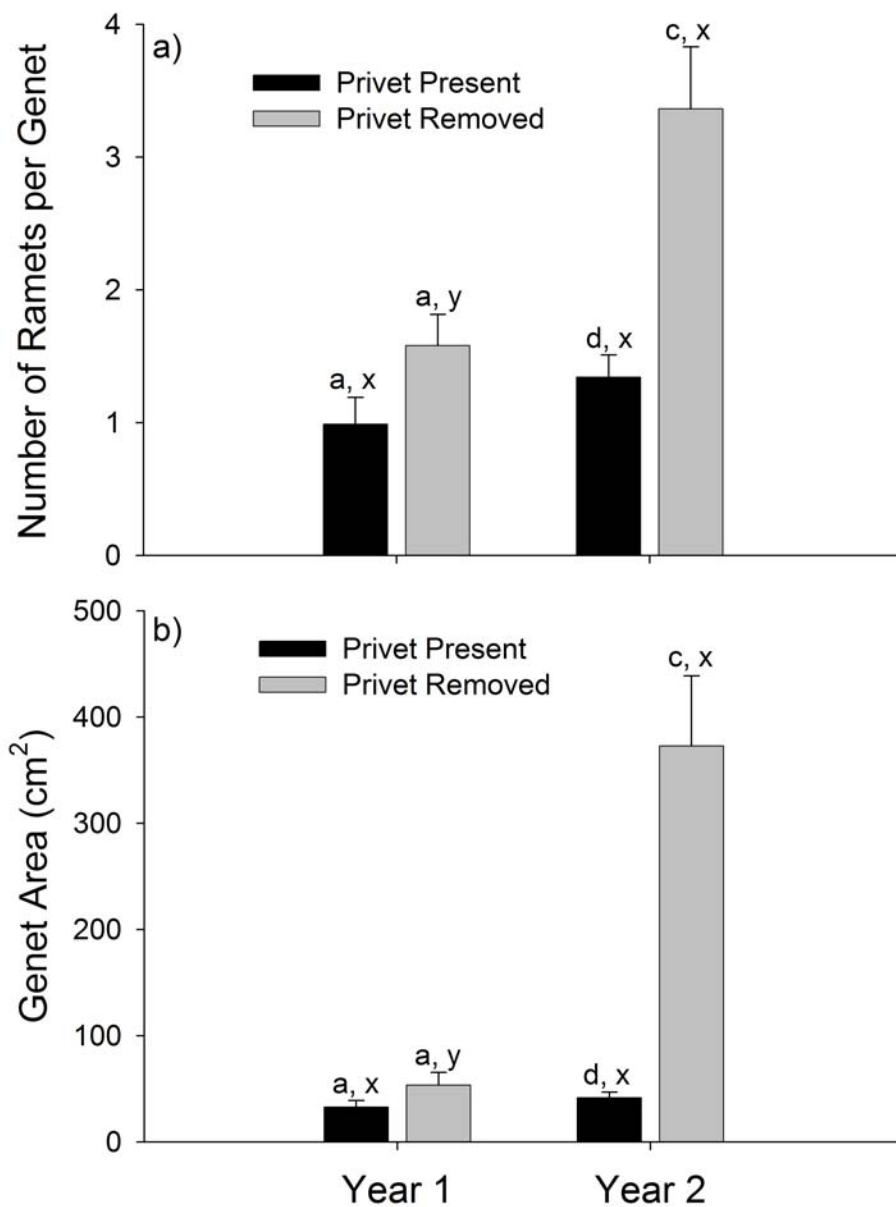 a)
Number of Ramets per Genet
4
3
2
1
0
Privet Present
Privet Removed
a, x
a, y
d, x
c, x
b)
Genet Area (cm²)
500
400
300
200
100
0
Privet Present
Privet Removed
a, x
a, y
d, x
c, x
Year 1
Year 2